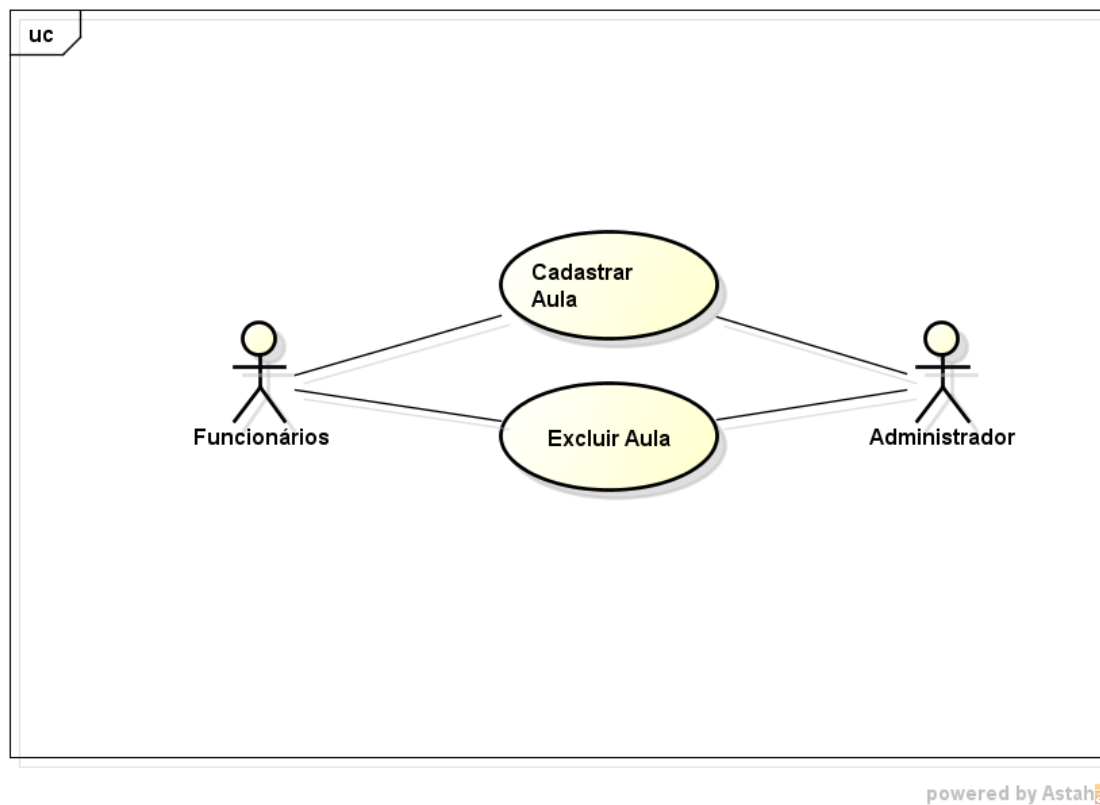 uc
Cadastrar
Aula
Excluir Aula
Funcionários
Administrador
powered by Astah